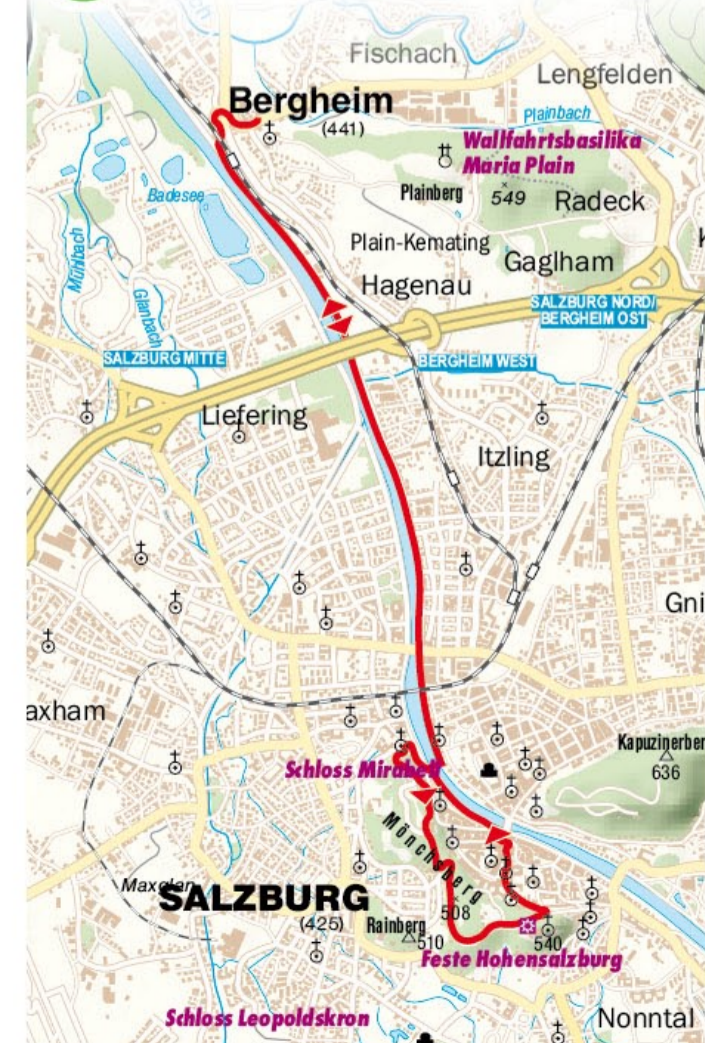 Fischach
Lengfelden
Bergheim
(441)
Plainbach
Wallfahrtsbasilika
Maria Plain
Badesee
Plainberg
549
Radeck
Mühlbach
Plain-Kemating
Gaglham
Glanbach
Hagenau
SALZBURG NORD/
BERGHEIM OST
SALZBURG MITTE
BERGHEIM WEST
Liefering
Itzling
Gni
axham
Kapuzinerber
636
Schloss Mirabell
Mönchsberg
Maxglan
SALZBURG
(425)
508
Rainberg
510
540
Feste Hohensalzburg
Schloss Leopoldskron
Nonntal